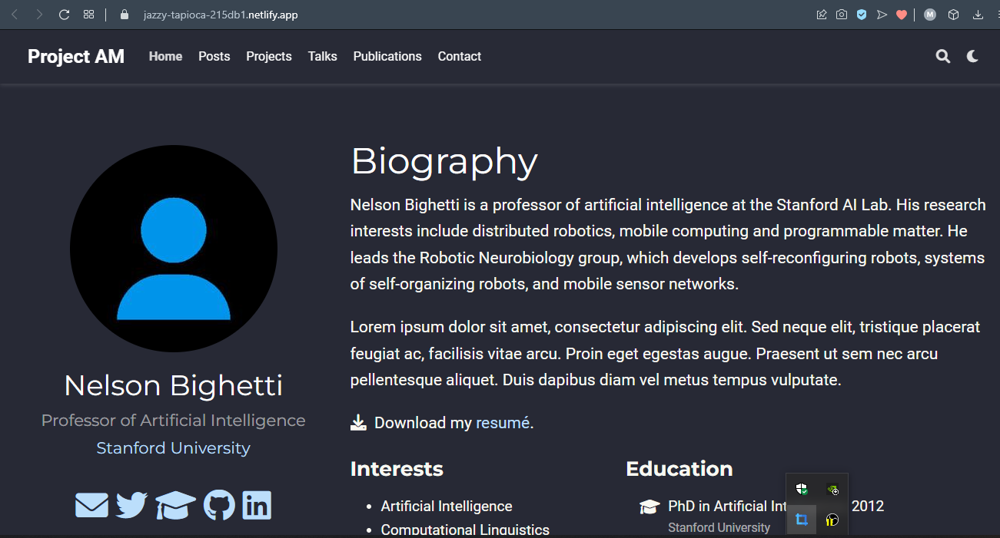 jazzy-tapioca-215db1.netlify.app
M
Project AM Home Posts Projects Talks Publications Contact
Nelson Bighetti
Professor of Artificial Intelligence
Stanford University
in
Biography
Nelson Bighetti is a professor of artificial intelligence at the Stanford AI Lab. His research
interests include distributed robotics, mobile computing and programmable matter. He
leads the Robotic Neurobiology group, which develops self-reconfiguring robots, systems
of self-organizing robots, and mobile sensor networks.
Lorem ipsum dolor sit amet, consectetur adipiscing elit. Sed neque elit, tristique placerat
feugiat ac, facilisis vitae arcu. Proin eget egestas augue. Praesent ut sem nec arcu
pellentesque aliquet. Duis dapibus diam vel metus tempus vulputate.
Download my resumé.
Interests
Artificial Intelligence
Computational Linguistics
Education
PhD in Artificial Int 2012
Stanford University